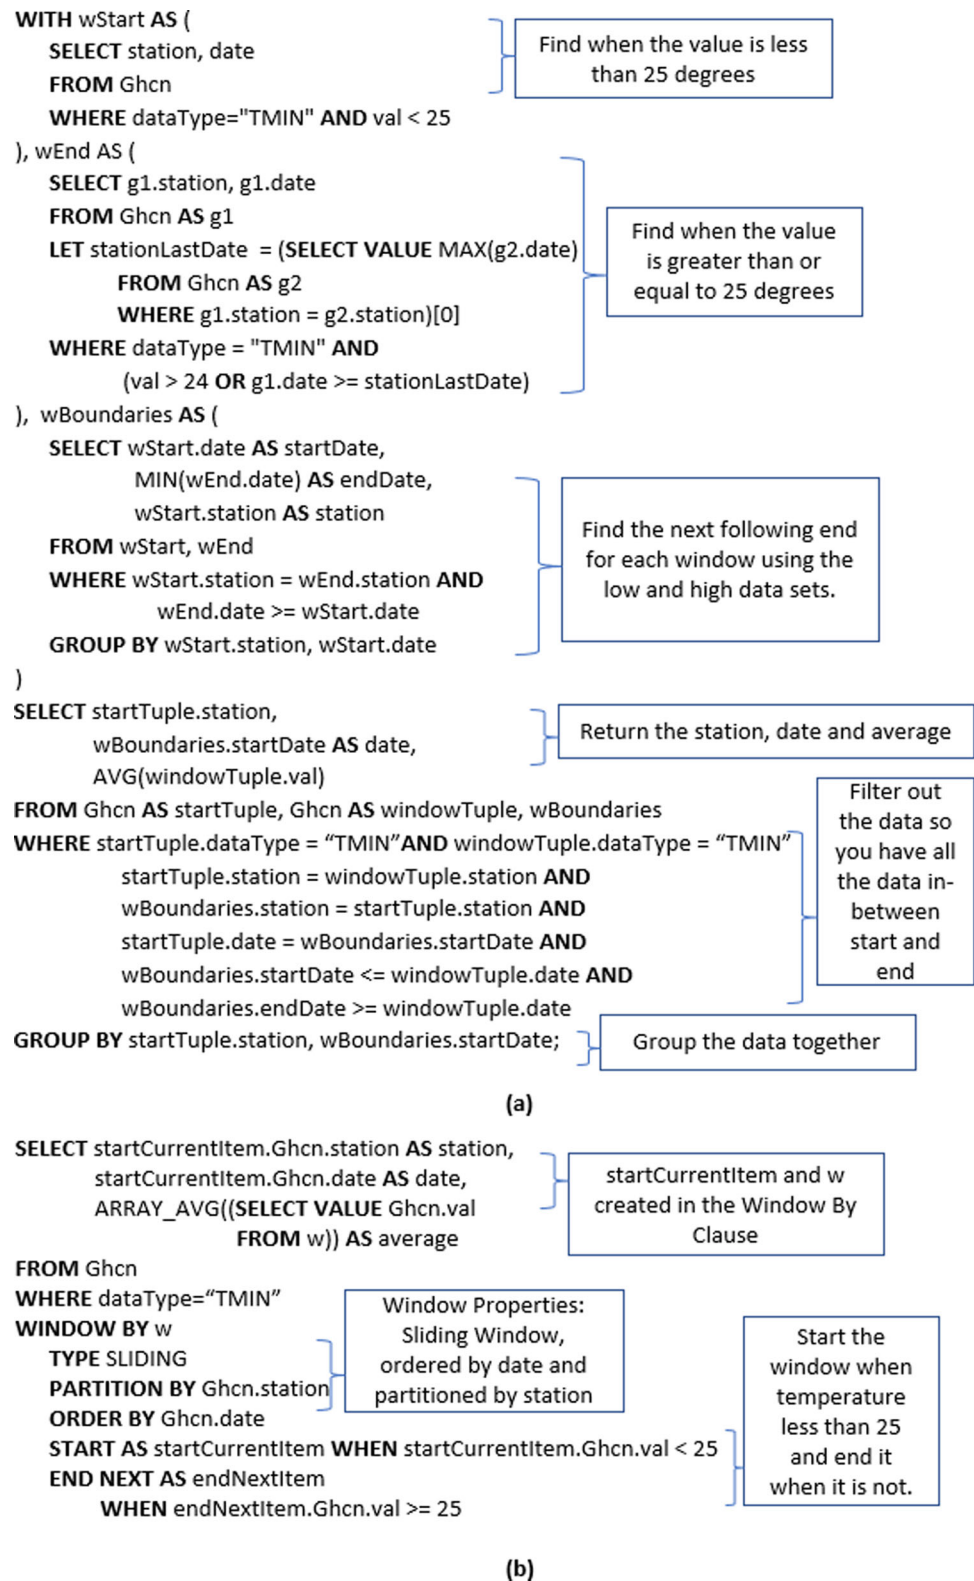 WITH wStart AS (
SELECT station, date
FROM Ghcn
WHERE dataType="TMIN" AND val < 25
Find when the value is less
than 25 degrees
), wEnd AS (
SELECT g1.station, g1.date
FROM Ghcn AS g1
LET stationLastDate = (SELECT VALUE MAX(g2.date)
FROM Ghcn AS g2
WHERE g1.station = g2.station)[0]
WHERE dataType = "TMIN" AND
(val > 24 OR g1.date >= stationLastDate)
Find when the value
is greater than or
equal to 25 degrees
), wBoundaries AS (
SELECT wStart.date AS startDate,
MIN(wEnd.date) AS endDate,
wStart.station AS station
FROM wStart, wEnd
WHERE wStart.station = wEnd.station AND
wEnd.date >= wStart.date
GROUP BY wStart.station, wStart.date
)
Find the next following end
for each window using the
low and high data sets.
SELECT startTuple.station,
wBoundaries.startDate AS date,
AVG(windowTuple.val)
Return the station, date and average
FROM Ghcn AS startTuple, Ghcn AS windowTuple, wBoundaries
WHERE startTuple.dataType = “TMIN”AND windowTuple.dataType = “TMIN”
startTuple.station = windowTuple.station AND
wBoundaries.station = startTuple.station AND
startTuple.date = wBoundaries.startDate AND
wBoundaries.startDate <= windowTuple.date AND
wBoundaries.endDate >= windowTuple.date
Filter out
the data so
you have all
the data in-
between
start and
end
GROUP BY startTuple.station, wBoundaries.startDate;
Group the data together
(a)
SELECT startCurrentItem.Ghcn.station AS station,
startCurrentItem.Ghcn.date AS date,
ARRAY_AVG((SELECT VALUE Ghcn.val
FROM w)) AS average
startCurrentItem and w
created in the Window By
Clause
FROM Ghcn
WHERE dataType=“TMIN”
WINDOW BY w
TYPE SLIDING
PARTITION BY Ghcn.station
ORDER BY Ghcn.date
Window Properties:
Sliding Window,
ordered by date and
partitioned by station
START AS startCurrentItem WHEN startCurrentItem.Ghcn.val < 25
END NEXT AS endNextItem
WHEN endNextItem.Ghcn.val >= 25
Start the
window when
temperature
less than 25
and end it
when it is not.
(b)